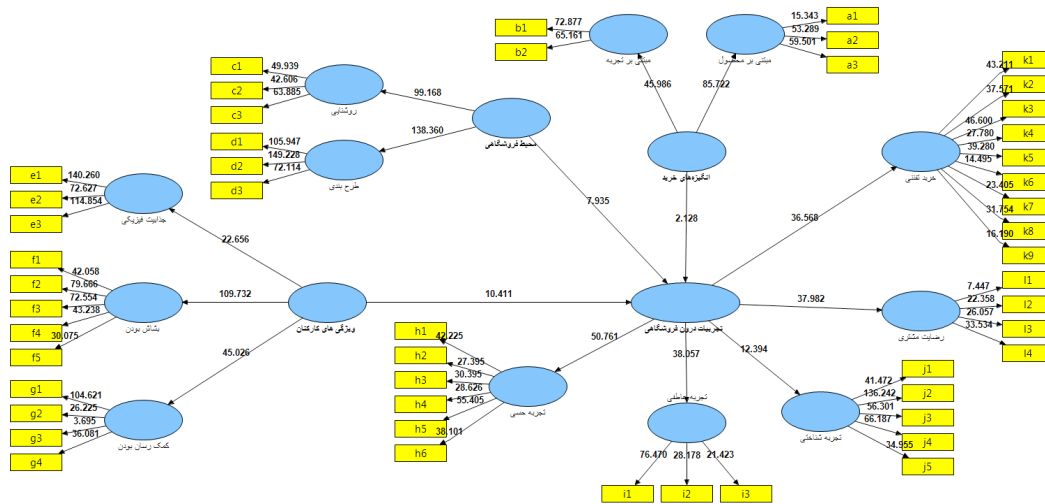 b1
72.877
b2
65.161
مبتنی بر تجربه
a1
15.343
a2
53.289
a3
59.501
مبتنی بر محصول
45.986
85.722
انگیزه‌های خرید
c1
49.939
c2
42.606
c3
63.885
روشنایی
99.168
d1
105.947
d2
149.228
d3
72.114
طرح بندی
138.360
محیط فروشگاهی
7.935
2.128
k1
43.211
k2
37.571
k3
46.600
k4
27.780
k5
39.280
k6
14.495
k7
23.405
k8
31.754
k9
16.190
خرید تفننی
36.568
e1
140.260
e2
72.627
e3
114.854
جذابیت فیزیکی
22.656
f1
42.058
f2
79.666
f3
72.554
f4
43.238
f5
30.075
بشاش بودن
109.732
ویژگی های کارکنان
10.411
تجربیات درون فروشگاهی
37.982
l1
7.447
l2
22.358
l3
26.057
l4
33.534
رضایت مشتری
45.026
g1
104.621
g2
26.225
g3
3.695
g4
36.081
کمک رسان بودن
h1
42.225
h2
27.395
h3
30.395
h4
28.626
h5
55.405
h6
38.101
تجربه حسی
50.761
38.057
12.394
تجربه عاطفی
76.470
28.178
21.423
i1
i2
i3
j1
41.472
j2
136.242
j3
56.301
j4
66.187
j5
34.955
تجربه شناختی